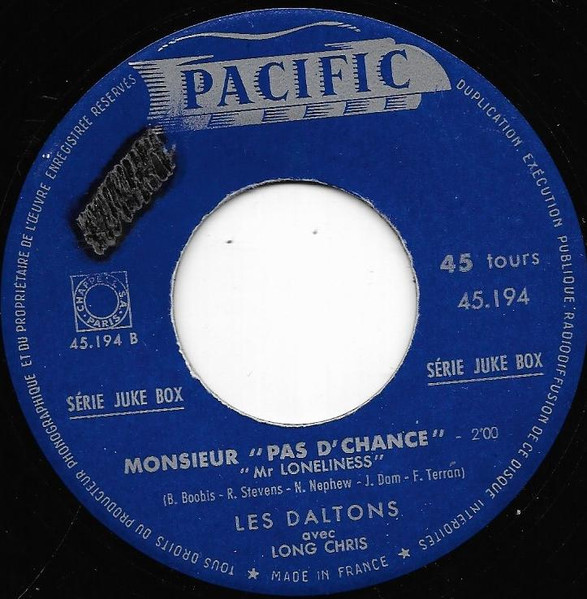 PACIFIC
TOUS DROITS DU PRODUCTEUR PHONOGRAPHIQUE ET DU PROPRIÉTAIRE DE L'ŒUVRE ENREGISTRÉE RÉSERVÉS
DUPLICATION, EXÉCUTION PUBLIQUE, RADIODIFFUSION DE CE DISQUE INTERDITES
45 tours
45.194
CHAPPELL S.A.
PARIS
45.194 B
SÉRIE JUKE BOX
SÉRIE JUKE BOX
MONSIEUR "PAS D'CHANCE" - 2'00
"Mr LONELINESS"
(B. Boobis - R. Stevens - N. Nephew - J. Dam - F. Terran)
LES DALTONS
avec
LONG CHRIS
★ MADE IN FRANCE ★